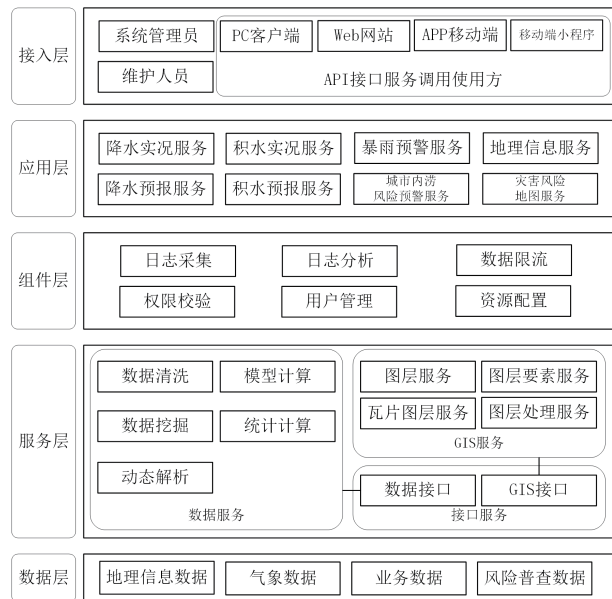 接入层
系统管理员
PC客户端
Web网站
APP移动端
移动端小程序
维护人员
API接口服务调用使用方
应用层
降水实况服务
积水实况服务
暴雨预警服务
地理信息服务
降水预报服务
积水预报服务
城市内涝
风险预警服务
灾害风险
地图服务
组件层
日志采集
日志分析
数据限流
权限校验
用户管理
资源配置
服务层
数据清洗
模型计算
数据挖掘
统计计算
动态解析
数据服务
图层服务
图层要素服务
瓦片图层服务
图层处理服务
GIS服务
数据接口
GIS接口
接口服务
数据层
地理信息数据
气象数据
业务数据
风险普查数据